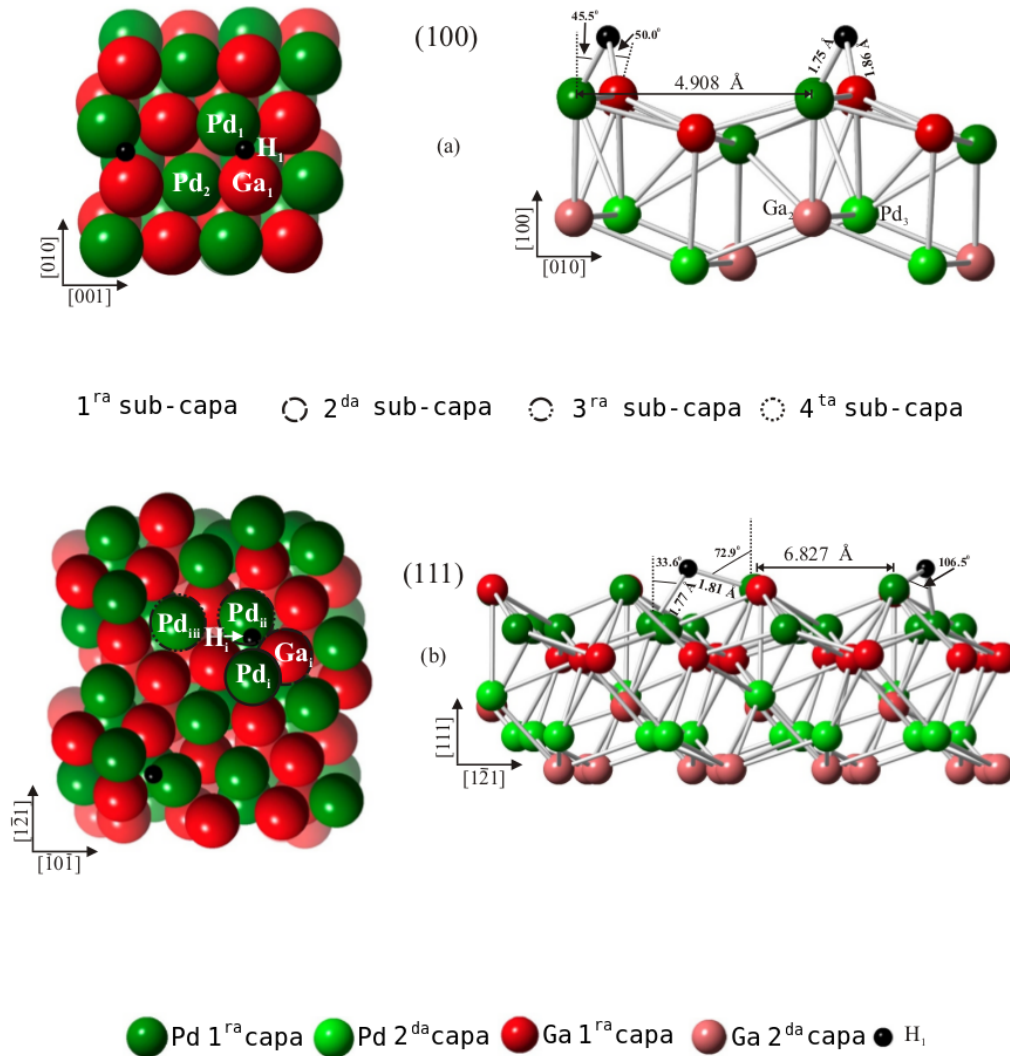 (100)
45.5°
50.0°
1.75 Å
1.86 Å
4.908 Å
Pd₁
H₁
Pd₂
Ga₁
(a)
Ga₂
Pd₃
[010]
[001]
[100]
[010]
1ʳᵃ sub-capa 2ᵈᵃ sub-capa 3ʳᵃ sub-capa 4ᵗᵃ sub-capa
(111)
33.6°
72.9°
6.827 Å
106.5°
1.77 Å
1.81 Å
Pdᵢᵢᵢ
Pdᵢᵢ
Hᵢ
Gaᵢ
Pdᵢ
(b)
[111]
[12̄1]
[12̄1]
[1̄01̄]
Pd 1ʳᵃ capa Pd 2ᵈᵃ capa Ga 1ʳᵃ capa Ga 2ᵈᵃ capa H₁